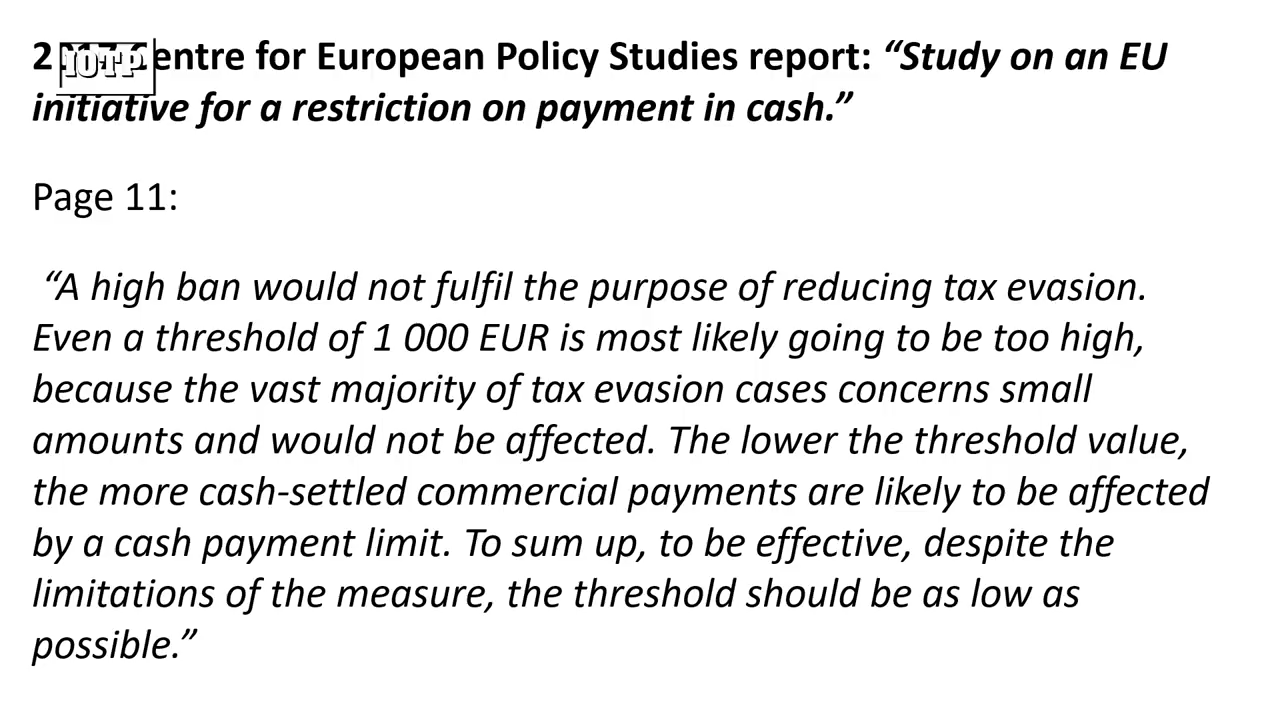 2 Centre for European Policy Studies report: “Study on an EU
initiative for a restriction on payment in cash.”
IOTP
Page 11:
“A high ban would not fulfil the purpose of reducing tax evasion.
Even a threshold of 1 000 EUR is most likely going to be too high,
because the vast majority of tax evasion cases concerns small
amounts and would not be affected. The lower the threshold value,
the more cash-settled commercial payments are likely to be affected
by a cash payment limit. To sum up, to be effective, despite the
limitations of the measure, the threshold should be as low as
possible.”